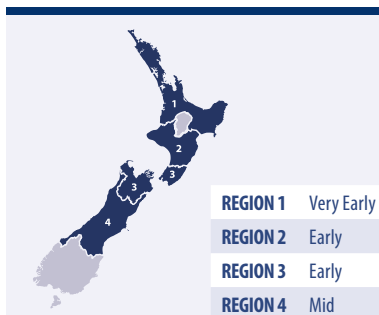 1
2
3
3
4
REGION 1 Very Early
REGION 2 Early
REGION 3 Early
REGION 4 Mid